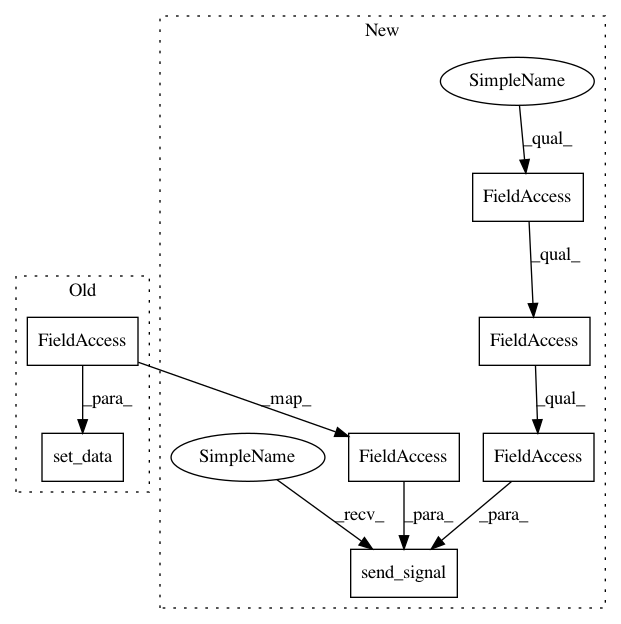 New
SimpleName
_qual_
FieldAccess
_qual_
Old
FieldAccess
FieldAccess
_para_
_map_
_qual_
set_data
SimpleName
FieldAccess
FieldAccess
_recv_
_para_
_para_
send_signal